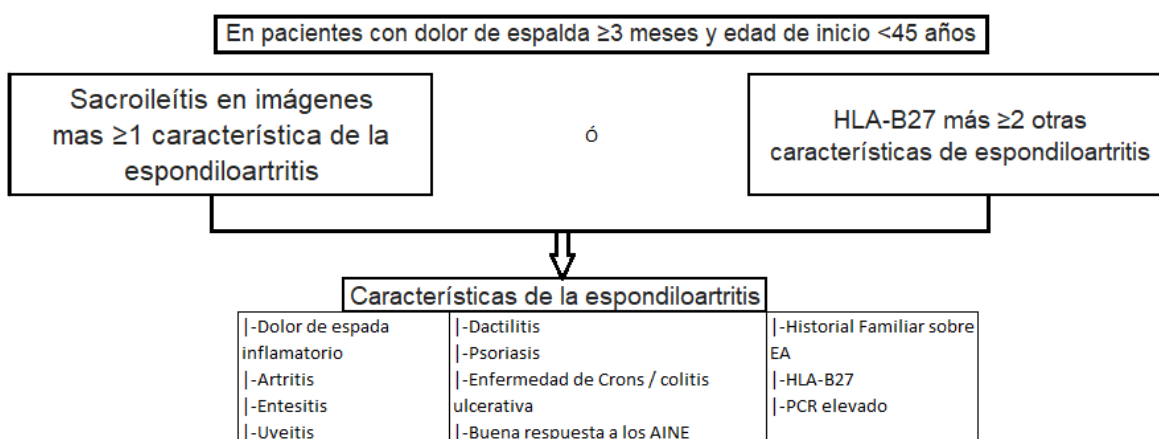 En pacientes con dolor de espalda ≥3 meses y edad de inicio <45 años
Sacroileítis en imágenes
mas ≥1 característica de la
espondiloartritis
Ó
HLA-B27 más ≥2 otras
características de espondiloartritis
Características de la espondiloartritis
|-Dolor de espada
inflamatorio
|-Artritis
|-Entesitis
|-Uveitis
|-Dactilitis
|-Psoriasis
|-Enfermedad de Crons / colitis
ulcerativa
|-Buena respuesta a los AINE
|-Historial Familiar sobre
EA
|-HLA-B27
|-PCR elevado